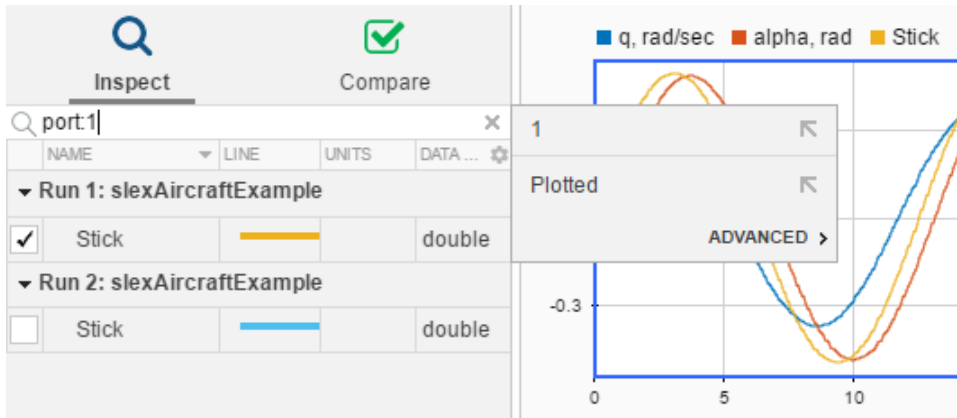 Inspect
Compare
port:1
NAME LINE UNITS DATA ...
Run 1: slexAircraftExample
Stick double
Run 2: slexAircraftExample
Stick double
1
Plotted
ADVANCED
q, rad/sec alpha, rad Stick
-0.3
0 5 10